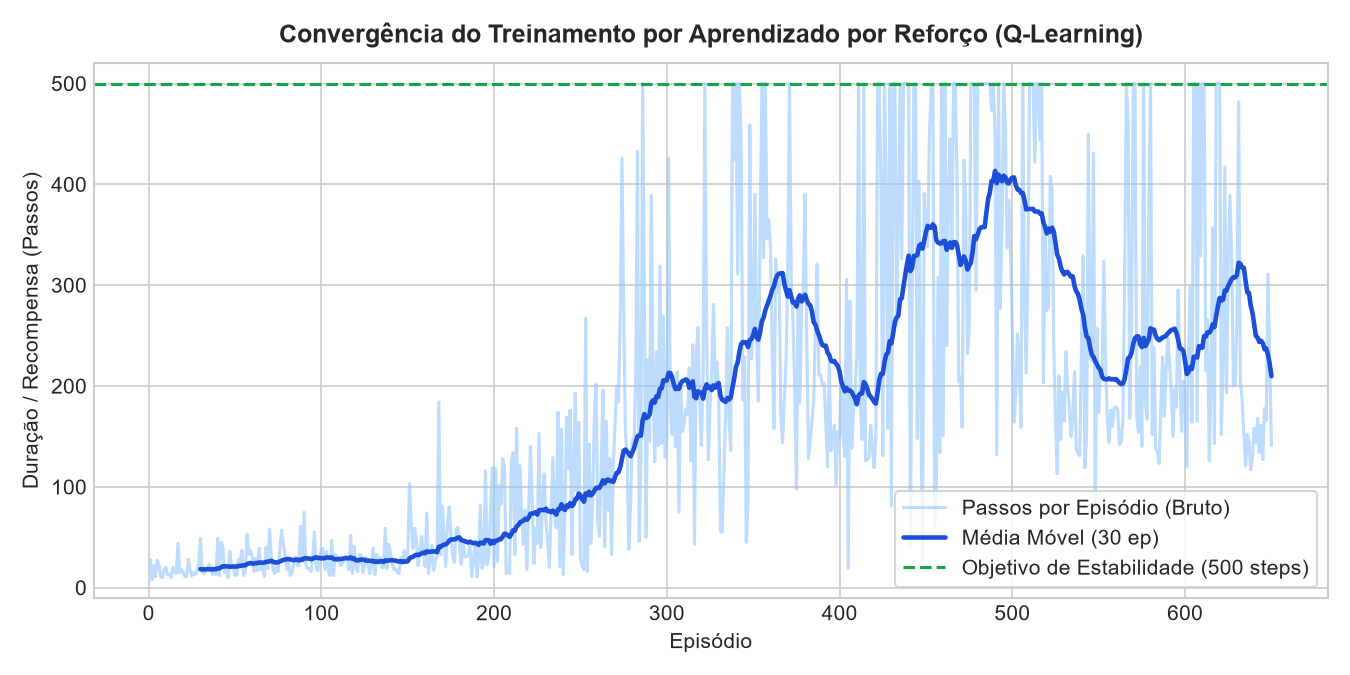 Convergência do Treinamento por Aprendizado por Reforço (Q-Learning)
Duração / Recompensa (Passos)
500
400
300
200
100
0
0 100 200 300 400 500 600
Episódio
Passos por Episódio (Bruto)
Média Móvel (30 ep)
Objetivo de Estabilidade (500 steps)